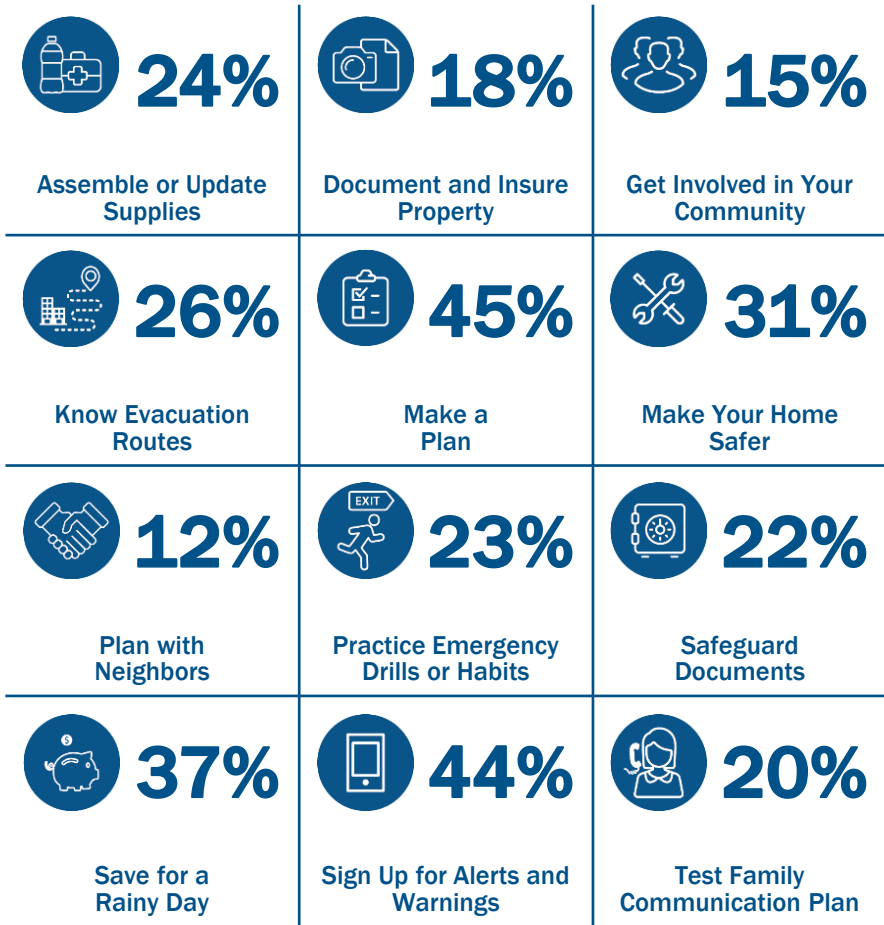 24%
Assemble or Update
Supplies
18%
Document and Insure
Property
15%
Get Involved in Your
Community
26%
Know Evacuation
Routes
45%
Make a
Plan
31%
Make Your Home
Safer
12%
Plan with
Neighbors
EXIT
23%
Practice Emergency
Drills or Habits
22%
Safeguard
Documents
$
37%
Save for a
Rainy Day
44%
Sign Up for Alerts and
Warnings
20%
Test Family
Communication Plan